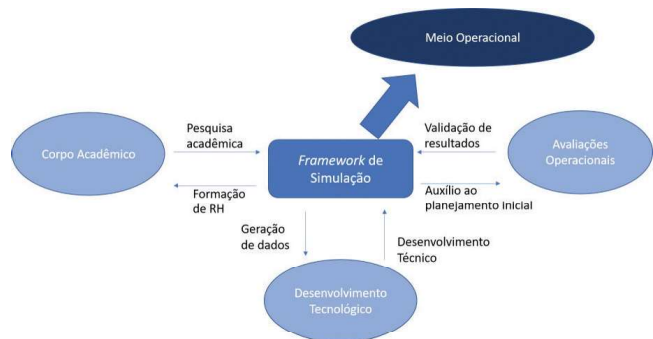 Meio Operacional
Pesquisa
acadêmica
Validação de
resultados
Corpo Acadêmico
Framework de
Simulação
Avaliações
Operacionais
Formação
de RH
Auxílio ao
planejamento inicial
Geração
de dados
Desenvolvimento
Técnico
Desenvolvimento
Tecnológico